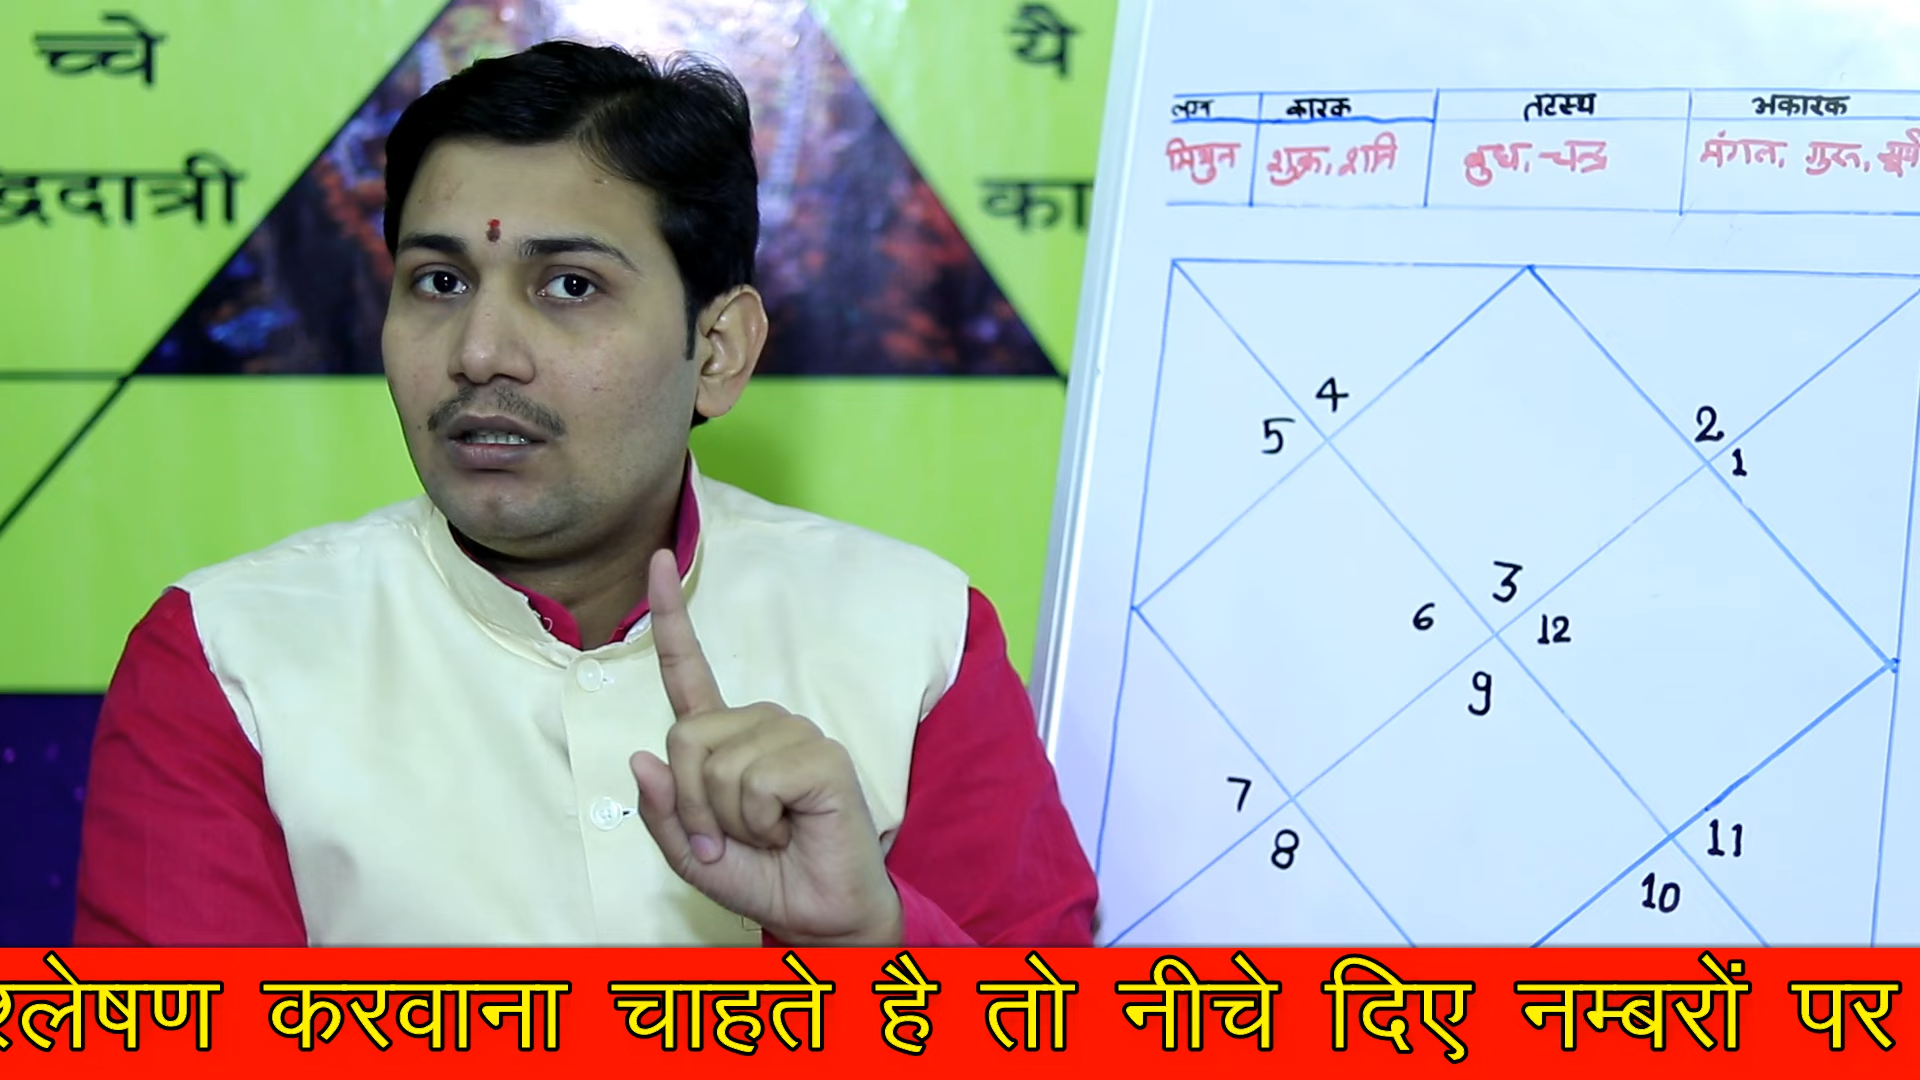 च्चे
यै
द्धिदात्री
का
लग्न कारक तटस्थ अकारक
मिथुन शुक्र, शनि बुध, चन्द्र मंगल, गुरू, सूर्य
4
5
2
1
3
6
12
9
7
8
11
10
श्लेषण करवाना चाहते है तो नीचे दिए नम्बरों पर